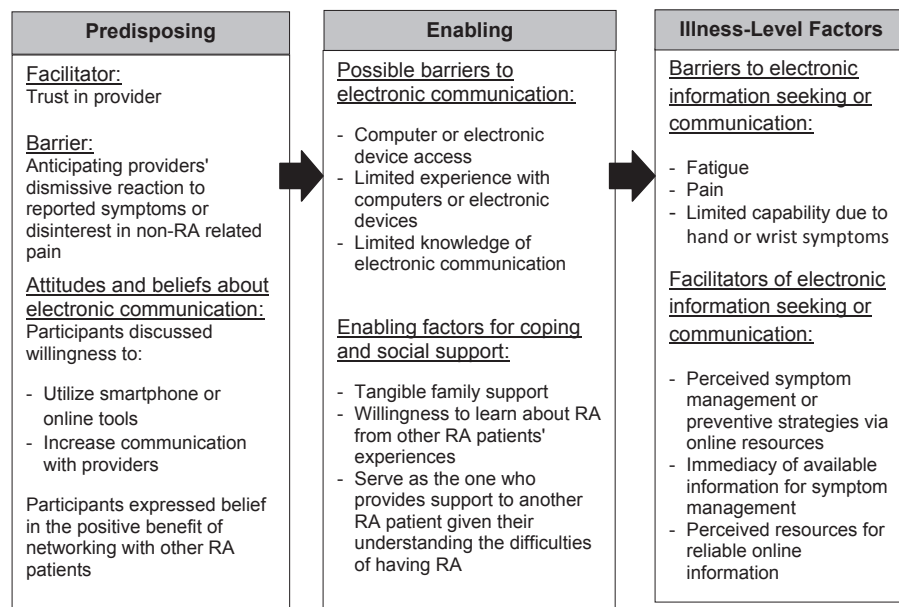 Predisposing
Facilitator:
Trust in provider
Barrier:
Anticipating providers'
dismissive reaction to
reported symptoms or
disinterest in non-RA related
pain
Attitudes and beliefs about
electronic communication:
Participants discussed
willingness to:
- Utilize smartphone or
online tools
- Increase communication
with providers
Participants expressed belief
in the positive benefit of
networking with other RA
patients
Enabling
Possible barriers to
electronic communication:
- Computer or electronic
device access
- Limited experience with
computers or electronic
devices
- Limited knowledge of
electronic communication
Enabling factors for coping
and social support:
- Tangible family support
- Willingness to learn about RA
from other RA patients'
experiences
- Serve as the one who
provides support to another
RA patient given their
understanding the difficulties
of having RA
Illness-Level Factors
Barriers to electronic
information seeking or
communication:
- Fatigue
- Pain
- Limited capability due to
hand or wrist symptoms
Facilitators of electronic
information seeking or
communication:
- Perceived symptom
management or
preventive strategies via
online resources
- Immediacy of available
information for symptom
management
- Perceived resources for
reliable online
information